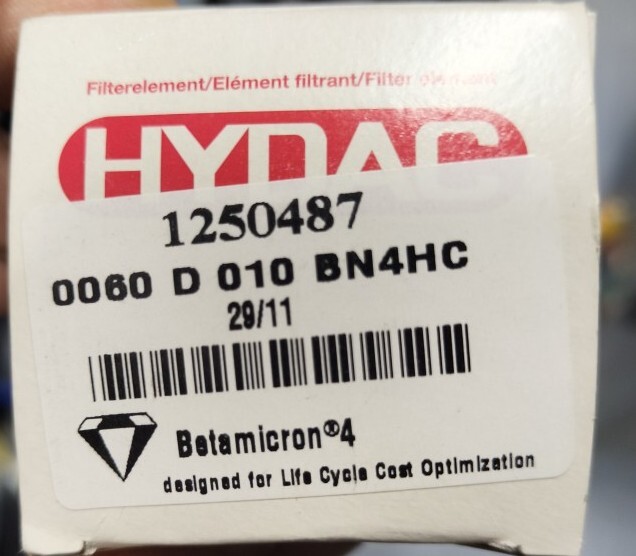 Filterelement/Elément filtrant/Filter element
HYDAC
1250487
0060 D 010 BN4HC
29/11
Betamicron®4
designed for Life Cycle Cost Optimization